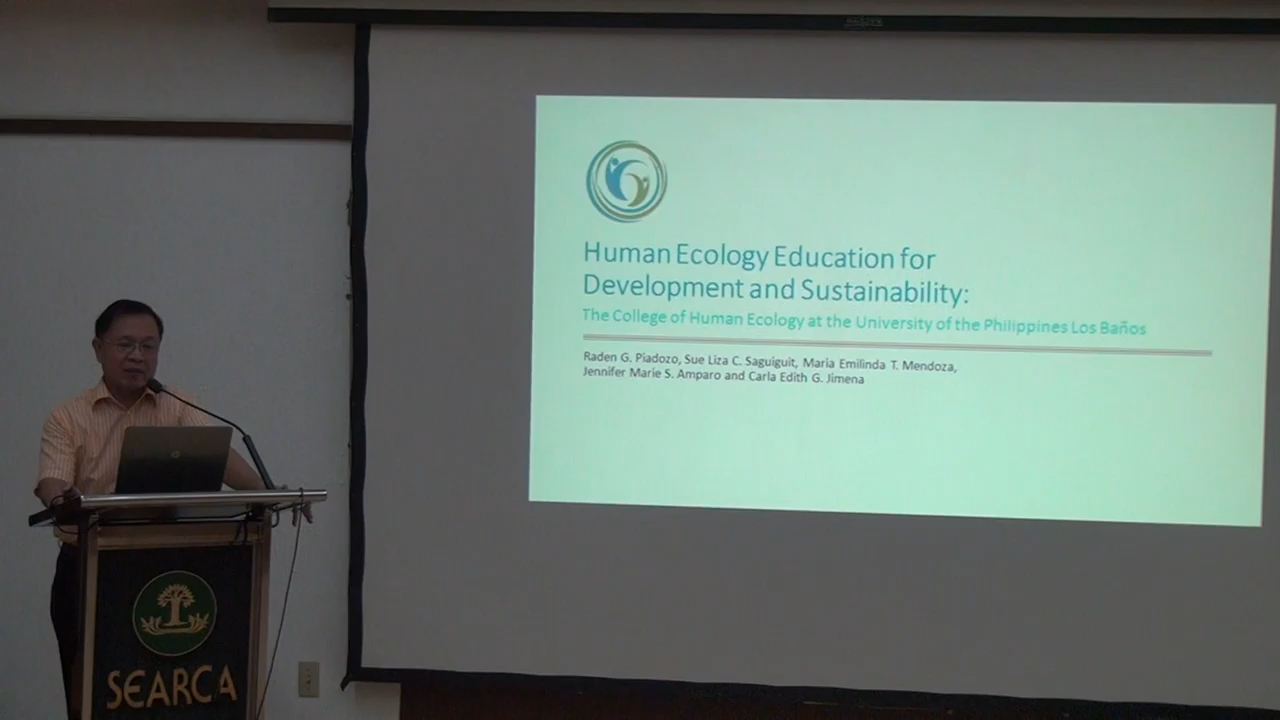 Human Ecology Education for
Development and Sustainability:
The College of Human Ecology at the University of the Philippines Los Baños
Raden G. Piadozo, Sue Liza C. Saguiguit, Maria Emilinda T. Mendoza,
Jennifer Marie S. Amparo and Carla Edith G. Jimena
hp
SEARCA